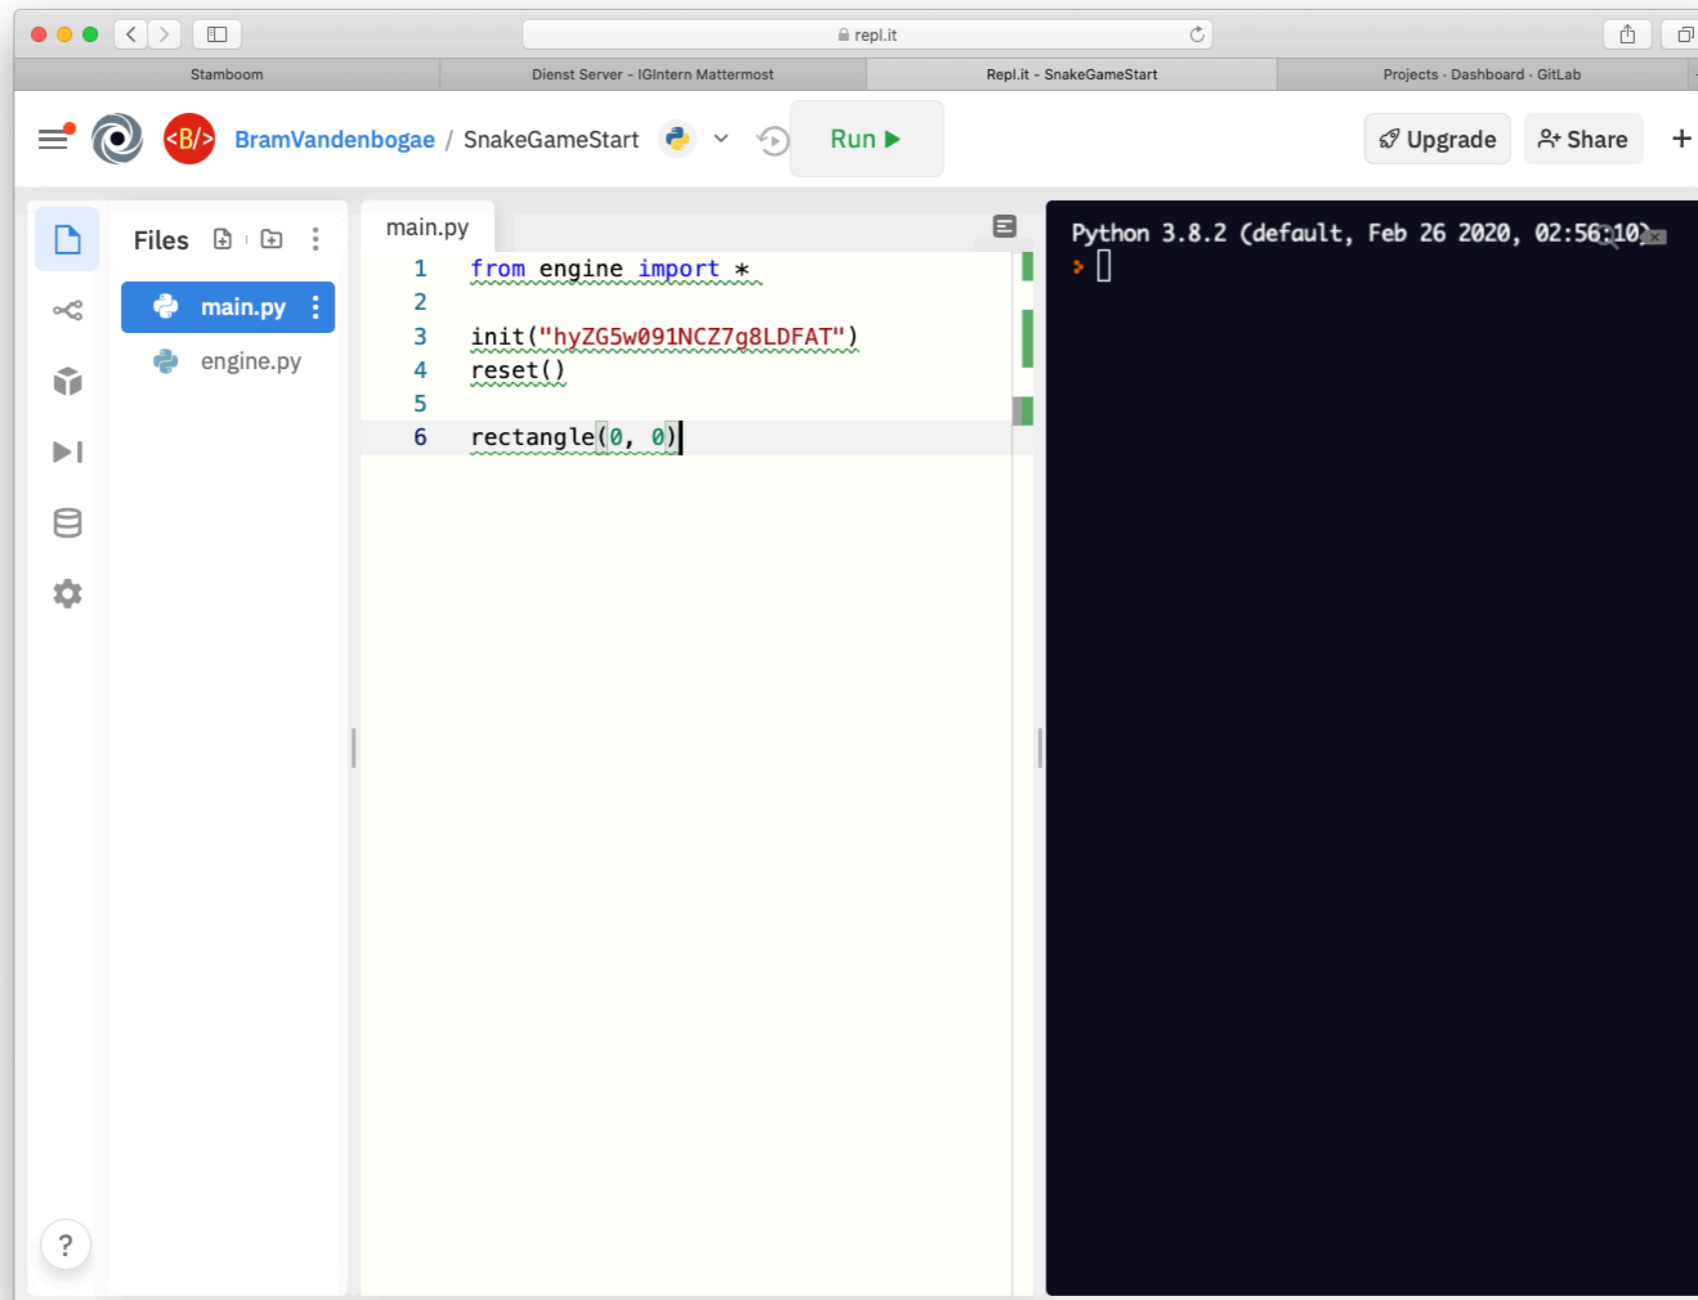 repl.it
Stamboom
Dienst Server - IGIntern Mattermost
Repl.it - SnakeGameStart
Projects · Dashboard · GitLab
<B/> BramVandenbogae / SnakeGameStart
Run
Upgrade
Share
+
Files
main.py
engine.py
main.py
1 from engine import *
2
3 init("hyZG5w091NCZ7g8LDFAT")
4 reset()
5
6 rectangle(0, 0)
Python 3.8.2 (default, Feb 26 2020, 02:56:10)
>
?